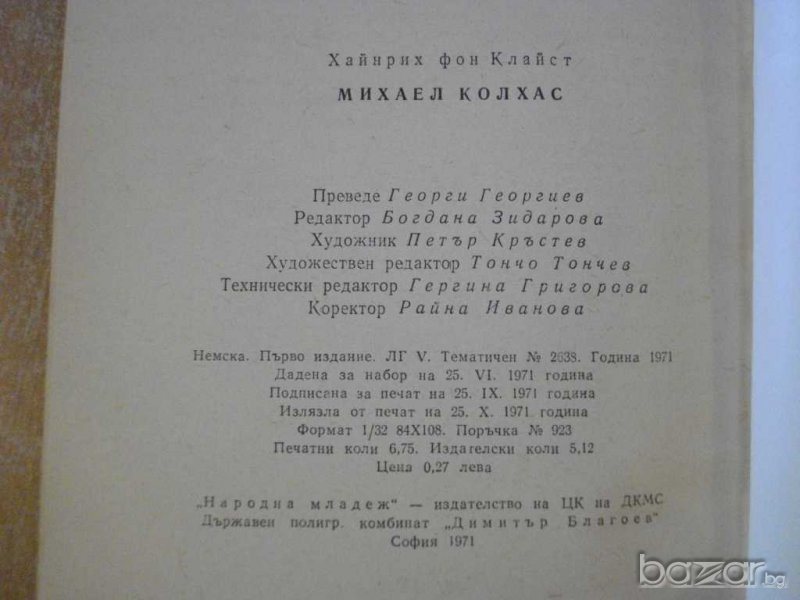 Хайнрих фон Клайст
МИХАЕЛ КОЛХАС
Преведе Георги Георгиев
Редактор Богдана Зидарова
Художник Петър Кръстев
Художествен редактор Тончо Тончев
Технически редактор Гергина Григорова
Коректор Райна Иванова
Немска. Първо издание. ЛГ V. Тематичен № 2638. Година 1971
Дадена за набор на 25. VI. 1971 година
Подписана за печат на 25. IX. 1971 година
Излязла от печат на 25. X. 1971 година
Формат 1/32 84X108. Поръчка № 923
Печатни коли 6,75. Издателски коли 5,12
Цена 0,27 лева
„Народна младеж“ — издателство на ЦК на ДКМС
Държавен полигр. комбинат „Димитър Благоев“
София 1971
bazar.bg